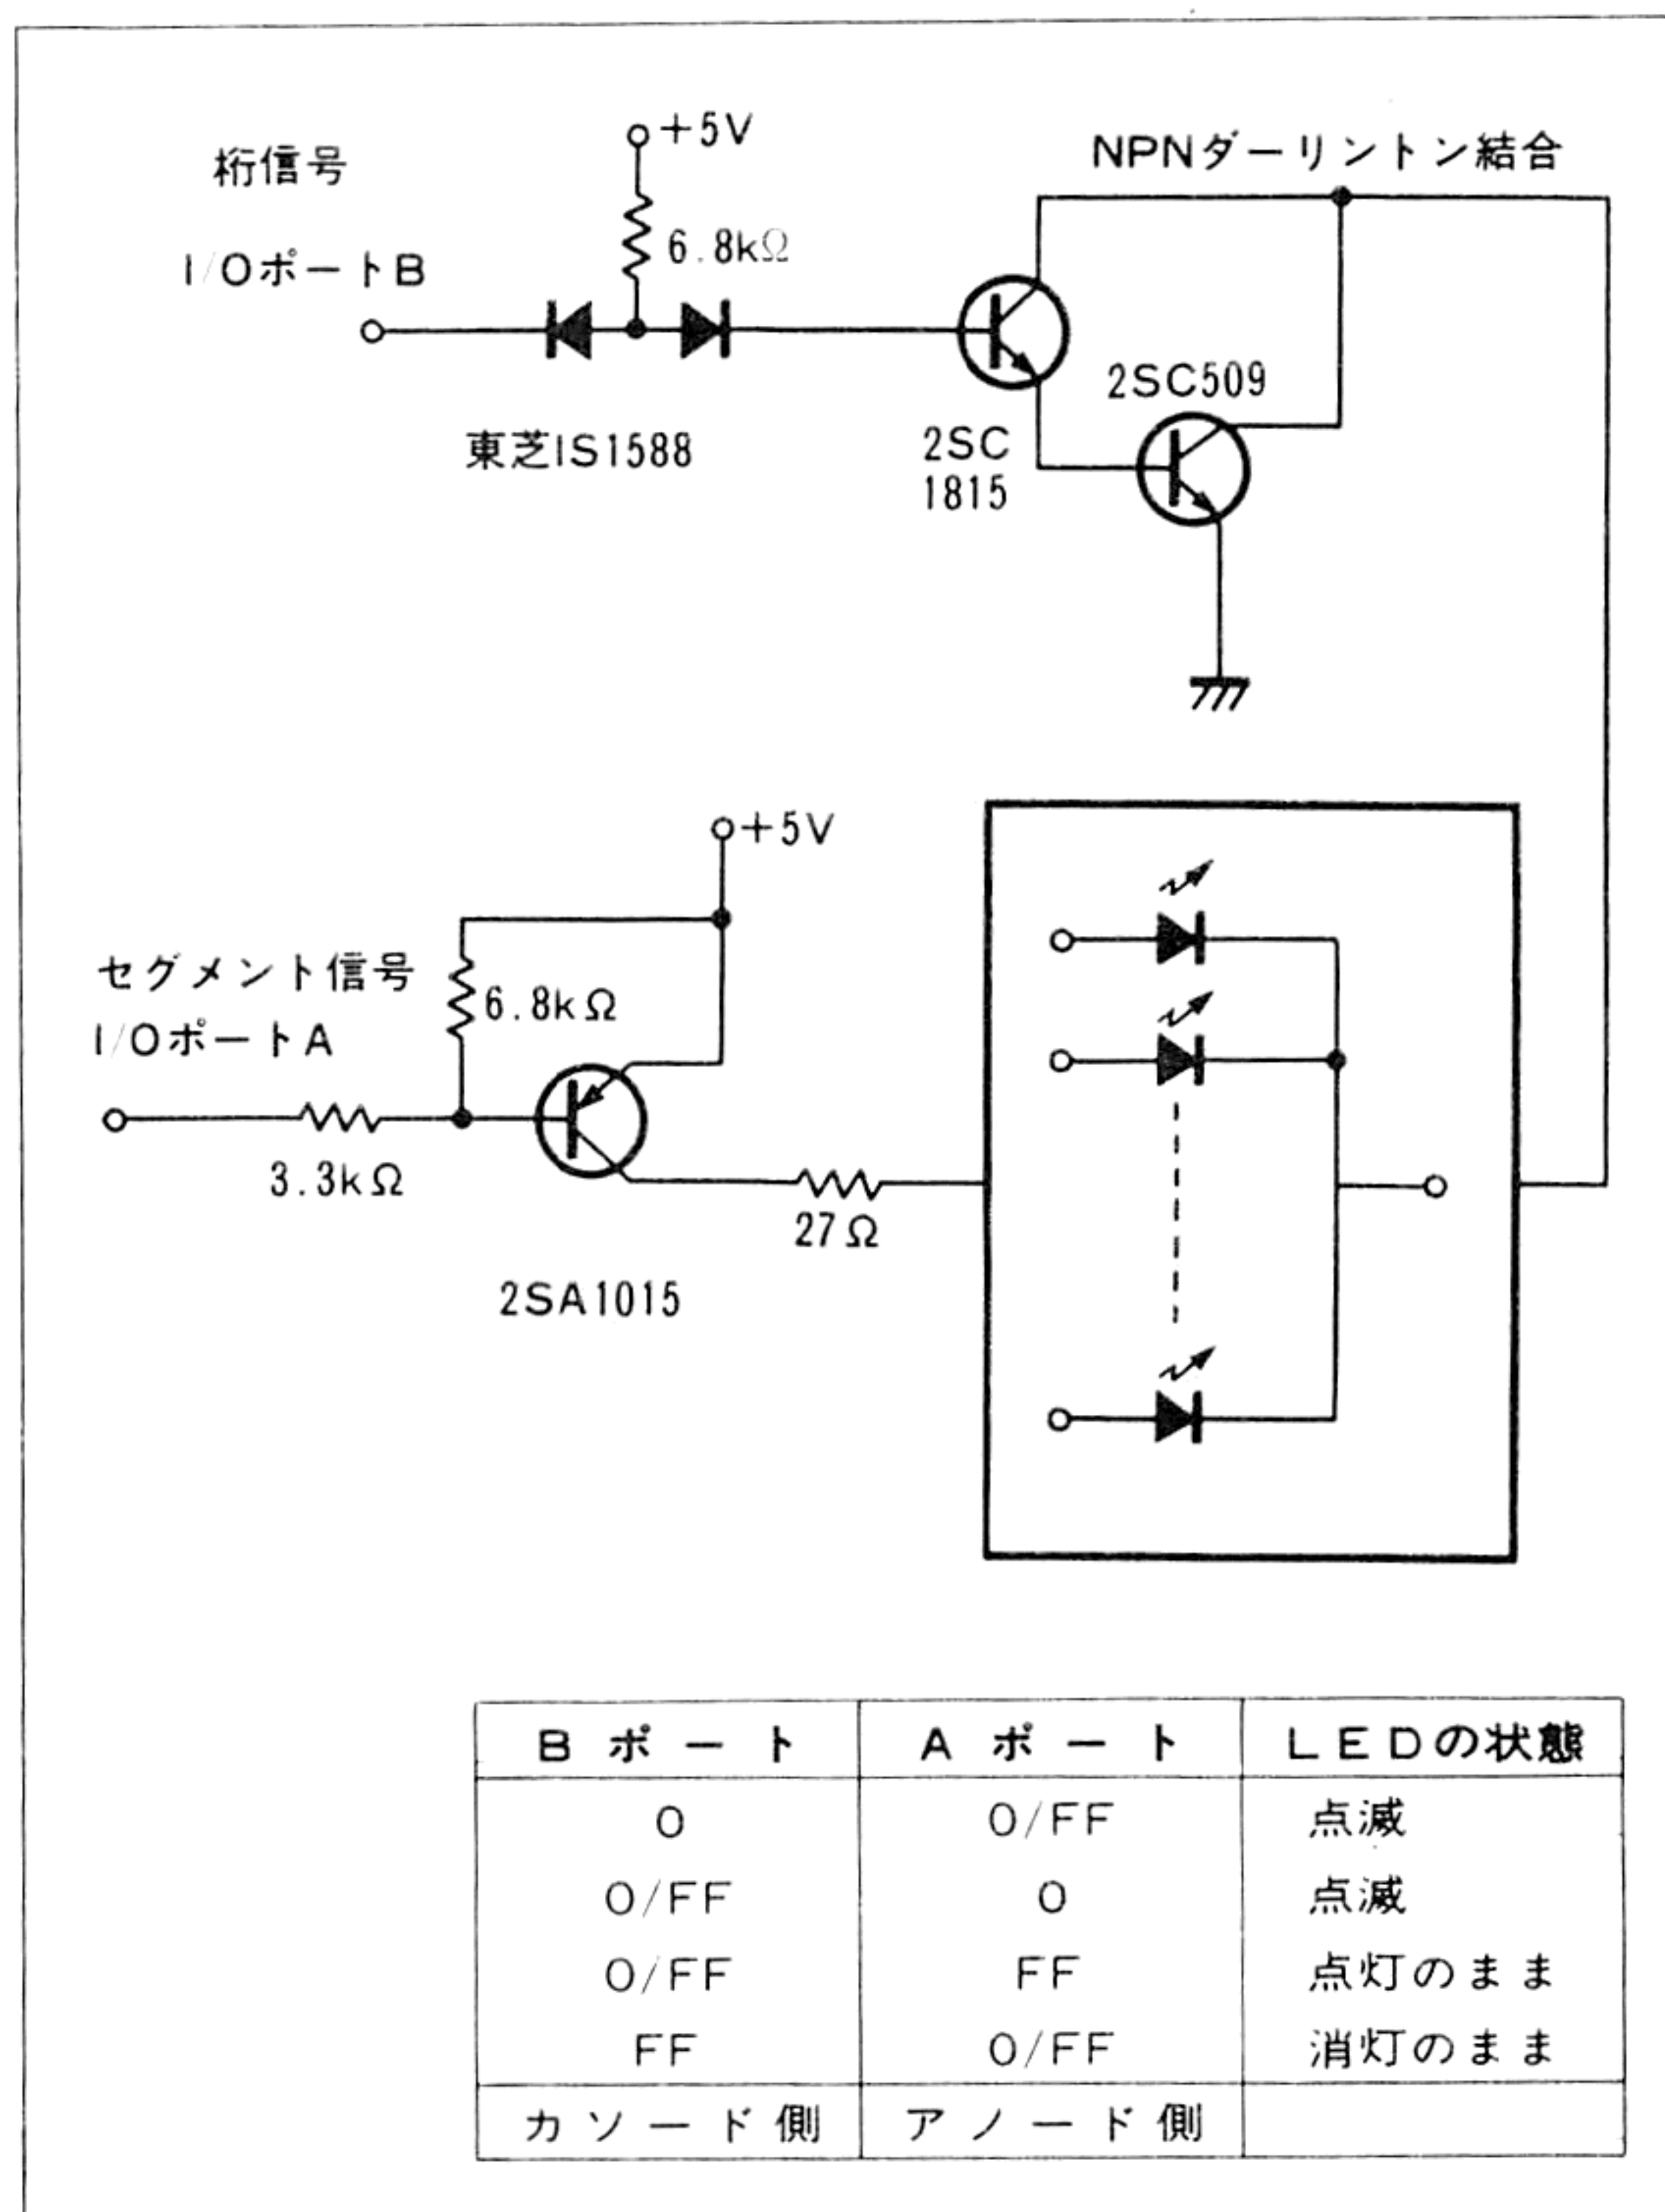 桁信号
I/OポートB
+5V
6.8kΩ
NPNダーリントン結合
東芝IS1588
2SC
1815
2SC509
+5V
セグメント信号
I/OポートA
6.8kΩ
3.3kΩ
27Ω
2SA1015
Bポート Aポート LEDの状態
0 0/FF 点滅
0/FF 0 点滅
0/FF FF 点灯のまま
FF 0/FF 消灯のまま
カソード側 アノード側